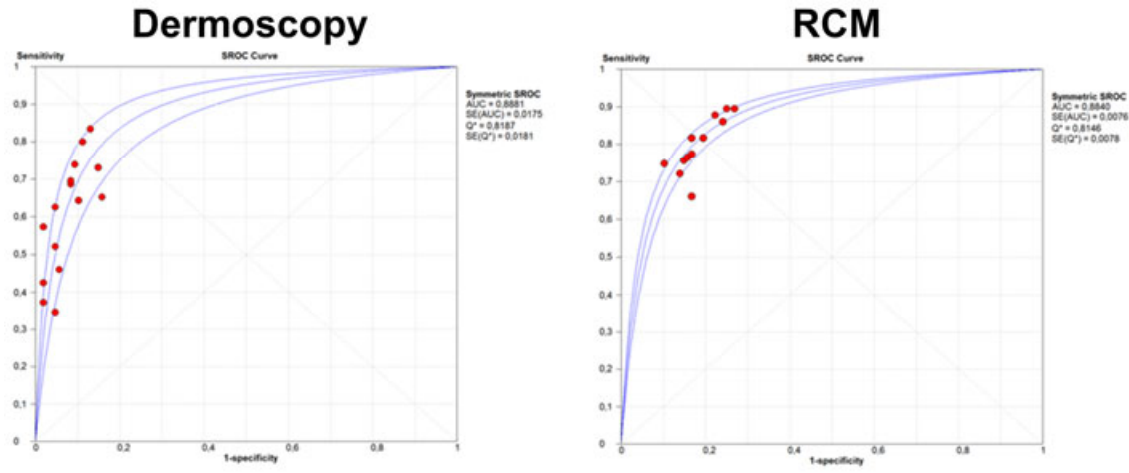 Dermoscopy
Sensitivity
SROC Curve
1
0,9
0,8
0,7
0,6
0,5
0,4
0,3
0,2
0,1
0
0
0,2
0,4
0,6
0,8
1
1-specificity
Symmetric SROC
AUC = 0,8881
SE(AUC) = 0,0175
Q* = 0,8187
SE(Q*) = 0,0181
RCM
Sensitivity
SROC Curve
1
0,9
0,8
0,7
0,6
0,5
0,4
0,3
0,2
0,1
0
0
0,2
0,4
0,6
0,8
1
1-specificity
Symmetric SROC
AUC = 0,8840
SE(AUC) = 0,0076
Q* = 0,8146
SE(Q*) = 0,0078